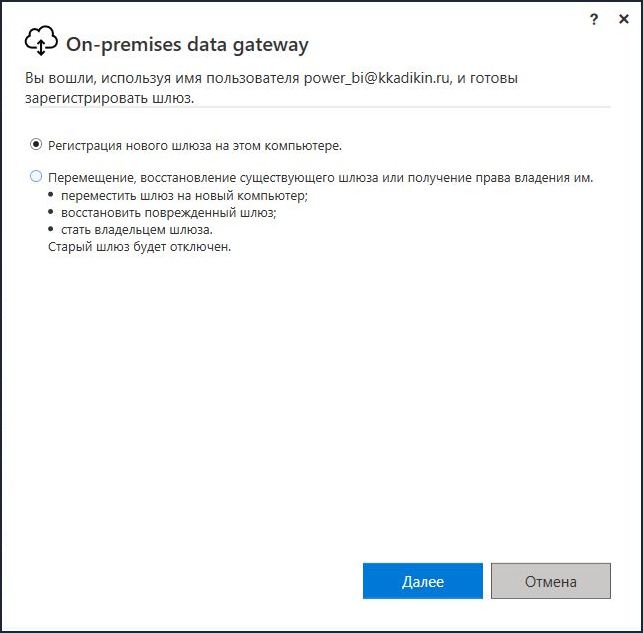 ? ×
On-premises data gateway
Вы вошли, используя имя пользователя power_bi@kkadikin.ru, и готовы
зарегистрировать шлюз.
Регистрация нового шлюза на этом компьютере.
Перемещение, восстановление существующего шлюза или получение права владения им.
• переместить шлюз на новый компьютер;
• восстановить поврежденный шлюз;
• стать владельцем шлюза.
Старый шлюз будет отключен.
Далее Отмена